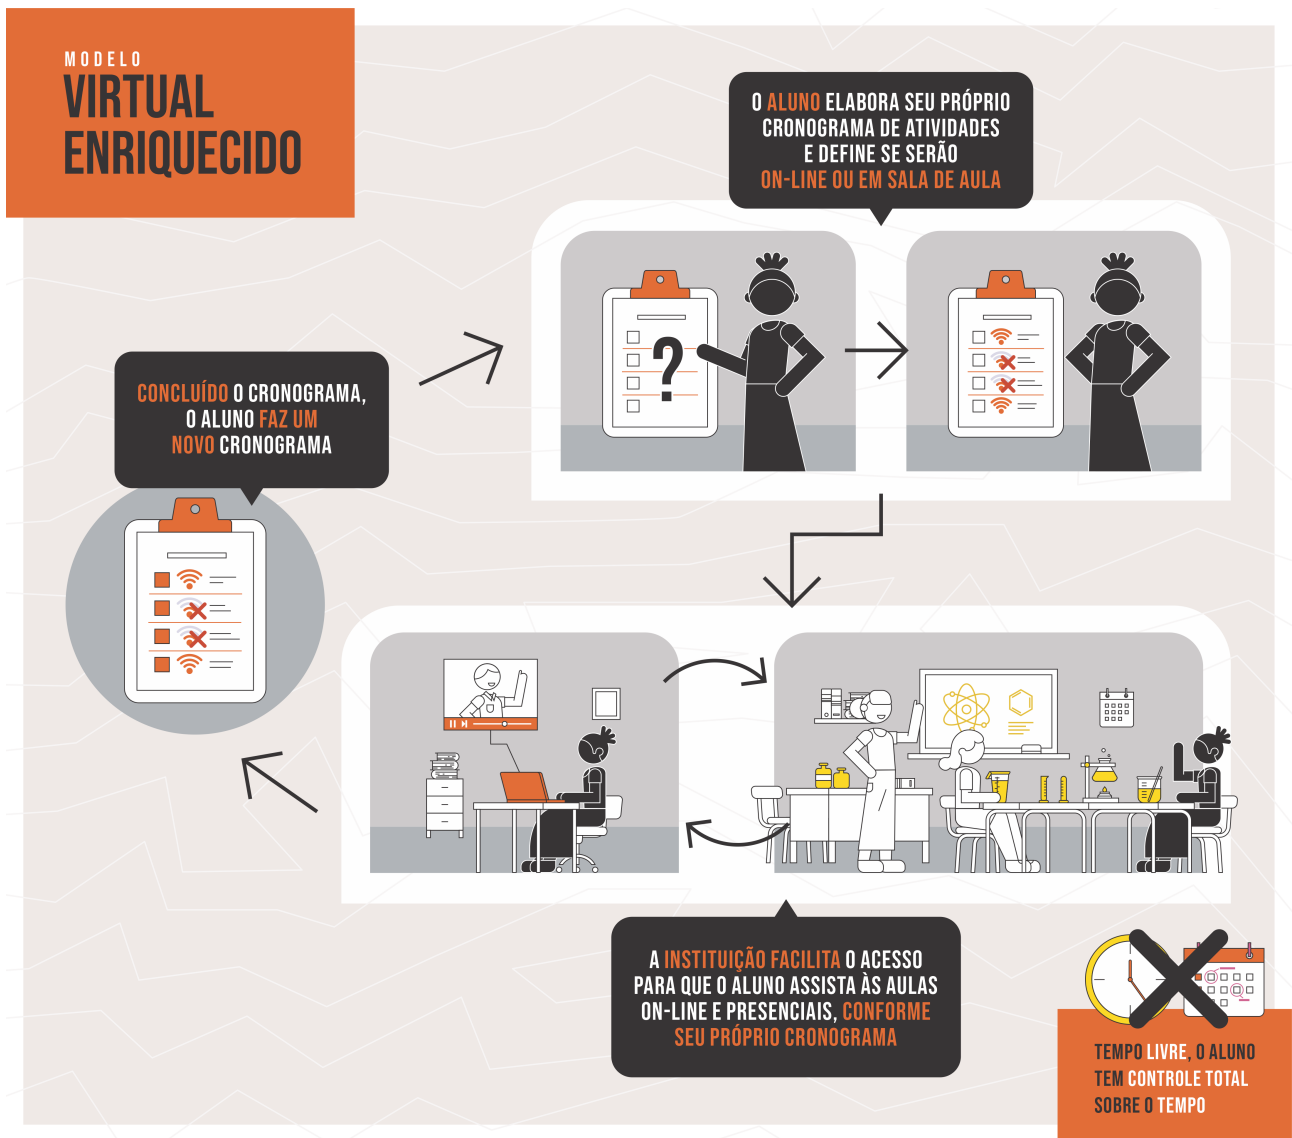 MODELO
VIRTUAL
ENRIQUECIDO
O ALUNO ELABORA SEU PRÓPRIO
CRONOGRAMA DE ATIVIDADES
E DEFINE SE SERÃO
ON-LINE OU EM SALA DE AULA
?
CONCLUÍDO O CRONOGRAMA,
O ALUNO FAZ UM
NOVO CRONOGRAMA
A INSTITUIÇÃO FACILITA O ACESSO
PARA QUE O ALUNO ASSISTA ÀS AULAS
ON-LINE E PRESENCIAIS, CONFORME
SEU PRÓPRIO CRONOGRAMA
TEMPO LIVRE, O ALUNO
TEM CONTROLE TOTAL
SOBRE O TEMPO